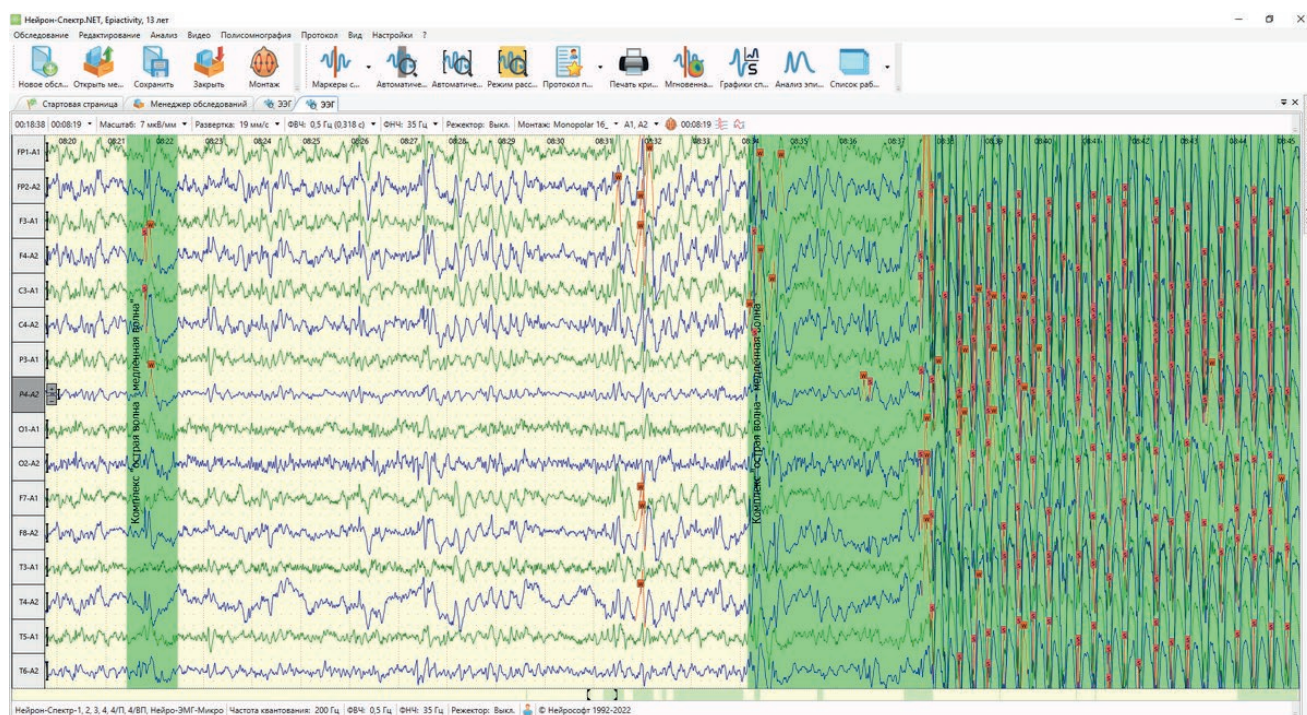 Нейрон-Спектр.NET, Epiactivity, 13 лет
Обследование Редактирование Анализ Видео Полисомнография Протокол Вид Настройки ?
Новое обсл... Открыть ме... Сохранить Закрыть Монтаж Маркеры с... Автоматиче... Автоматиче... Режим расс... Протокол п... Печать кри... Мгновенна... Графики сп... Анализ эпи... Список раб...
Стартовая страница Менеджер обследований ЭЭГ ЭЭГ
00:18:38 00:08:19 Масштаб: 7 мкВ/мм Развертка: 19 мм/с ФВЧ: 0,5 Гц (0,318 с) ФНЧ: 35 Гц Режектор: Выкл. Монтаж: Monopolar 16_ A1, A2 00:08:19
08:20 08:21 08:22 08:23 08:24 08:25 08:26 08:27 08:28 08:29 08:30 08:31 08:32 08:33 08:34 08:35 08:36 08:37 08:38 08:39 08:40 08:41 08:42 08:43 08:44 08:45
FP1-A1
FP2-A2
F3-A1
F4-A2
C3-A1
C4-A2
P3-A1
P4-A2
O1-A1
O2-A2
F7-A1
F8-A2
T3-A1
T4-A2
T5-A1
T6-A2
Комплекс "острая волна - медленная волна"
Комплекс "острая волна - медленная волна"
Нейрон-Спектр-1, 2, 3, 4, 4/П, 4/ВП, Нейро-ЭМГ-Микро Частота квантования: 200 Гц ФВЧ: 0,5 Гц ФНЧ: 35 Гц Режектор: Выкл. © Нейрософт 1992-2022